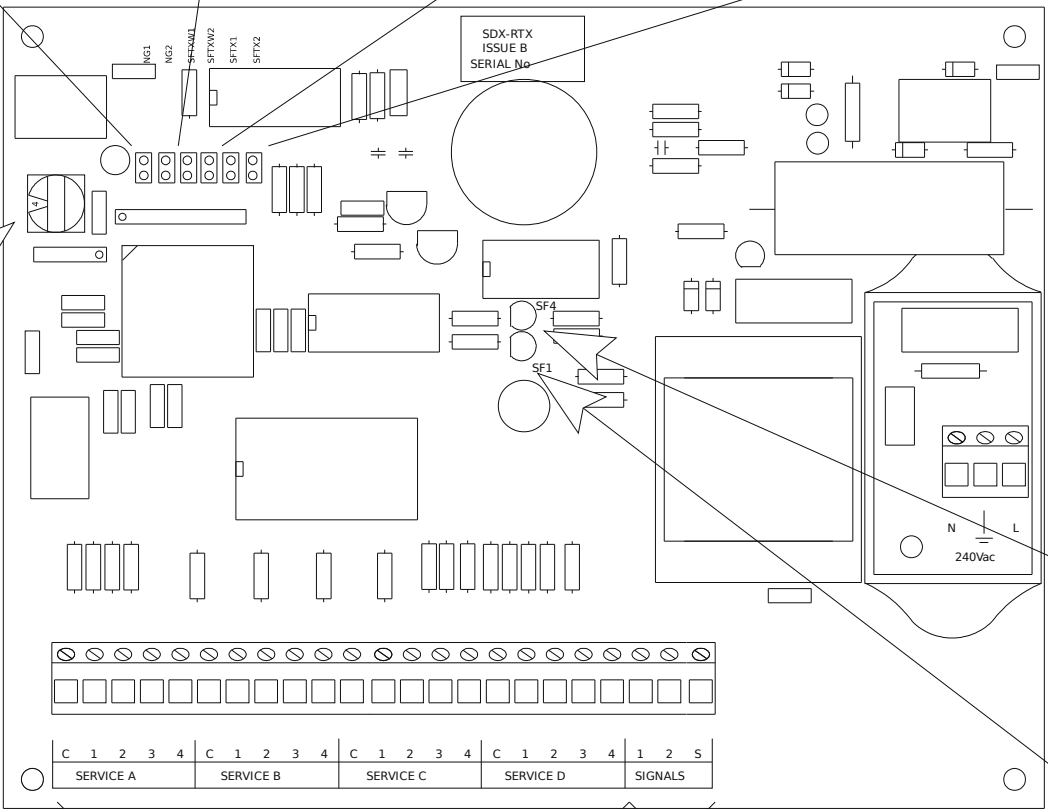 SDX-RTX
ISSUE B
SERIAL No
NG1
NG2
SFTXW1
SFTXW2
SFTX1
SFTX2
4
SF4
SF1
N L
240Vac
C 1 2 3 4 C 1 2 3 4 C 1 2 3 4 C 1 2 3 4 1 2 S
SERVICE A SERVICE B SERVICE C SERVICE D SIGNALS